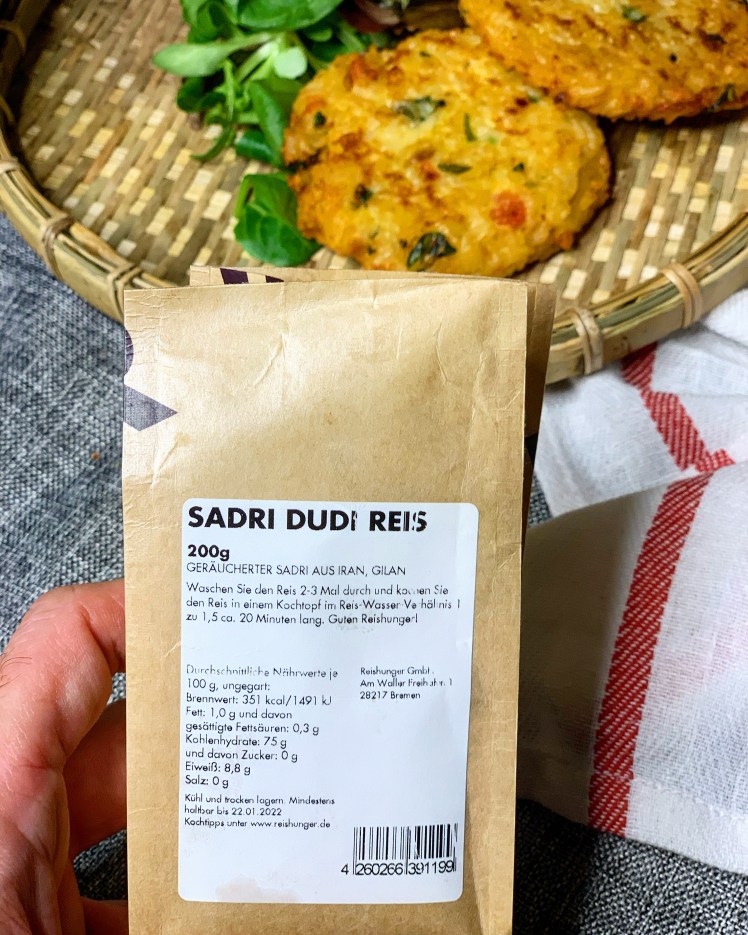 SADRI DUDI REIS
200g
GERÄUCHERTER SADRI AUS IRAN, GILAN
Waschen Sie den Reis 2-3 Mal durch und kochen Sie
den Reis in einem Kochtopf im Reis-Wasser-Verhältnis 1
zu 1,5 ca. 20 Minuten lang. Guten Reishunger!
Durchschnittliche Nährwerte je
100 g, ungegart:
Brennwert: 351 kcal/1491 kJ
Fett: 1,0 g und davon
gesättigte Fettsäuren: 0,3 g
Kohlenhydrate: 75 g
und davon Zucker: 0 g
Eiweiß: 8,8 g
Salz: 0 g
Kühl und trocken lagern. Mindestens
haltbar bis 22.01.2022
Kochtipps unter www.reishunger.de
Reishunger GmbH
Am Waller Freihafen 1
28217 Bremen
4 260266 391199